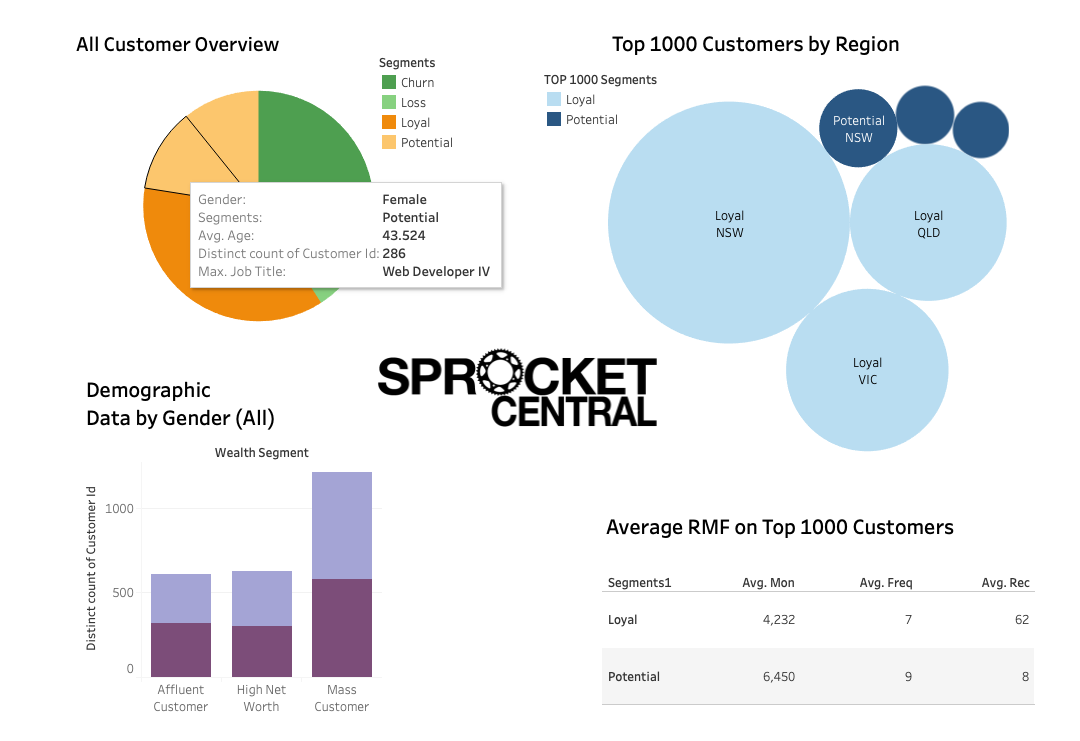 All Customer Overview
Segments
Churn
Loss
Loyal
Potential
Gender: Female
Segments: Potential
Avg. Age: 43.524
Distinct count of Customer Id: 286
Max. Job Title: Web Developer IV
Top 1000 Customers by Region
TOP 1000 Segments
Loyal
Potential
Potential
NSW
Loyal
NSW
Loyal
QLD
Loyal
VIC
SPROCKET
CENTRAL
Demographic
Data by Gender (All)
Wealth Segment
Distinct count of Customer Id
1000
500
0
Affluent
Customer
High Net
Worth
Mass
Customer
Average RMF on Top 1000 Customers
Segments1 Avg. Mon Avg. Freq Avg. Rec
Loyal 4,232 7 62
Potential 6,450 9 8